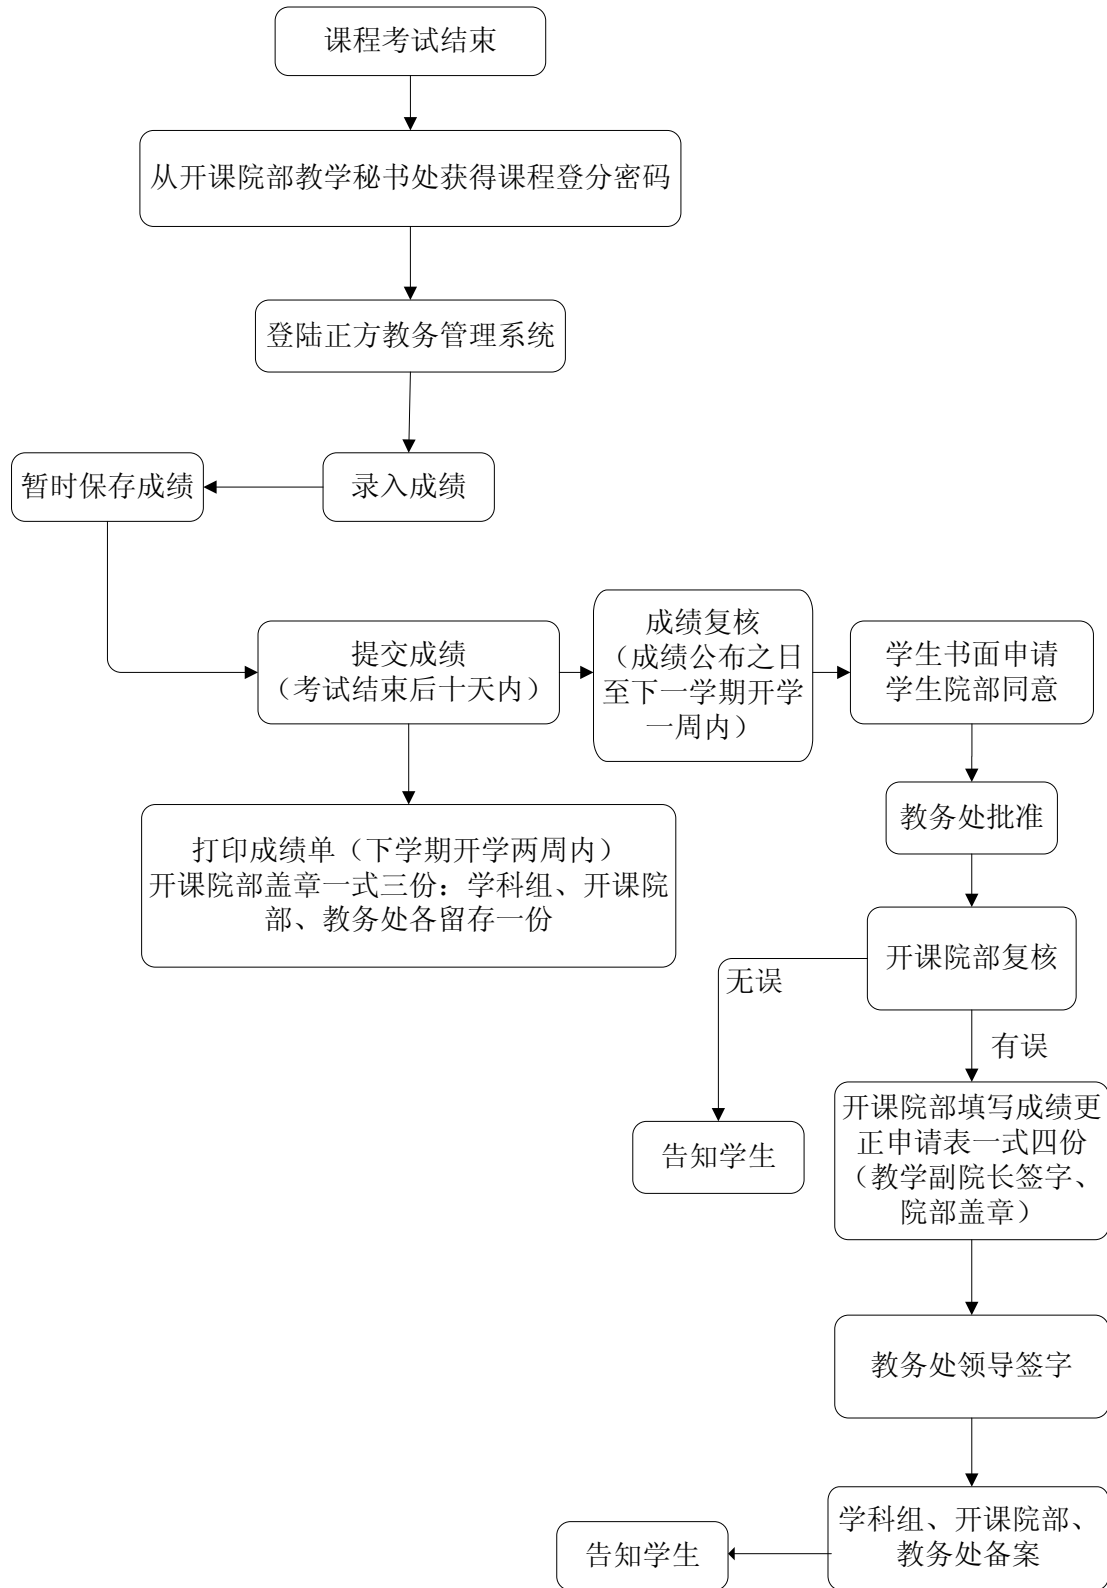 课程考试结束
从开课院部教学秘书处获得课程登分密码
登陆正方教务管理系统
暂时保存成绩
录入成绩
提交成绩
（考试结束后十天内）
成绩复核
（成绩公布之日
至下一学期开学
一周内）
学生书面申请
学生院部同意
教务处批准
打印成绩单（下学期开学两周内）
开课院部盖章一式三份：学科组、开课院
部、教务处各留存一份
开课院部复核
无误
有误
告知学生
开课院部填写成绩更
正申请表一式四份
（教学副院长签字、
院部盖章）
教务处领导签字
学科组、开课院部、
教务处备案
告知学生